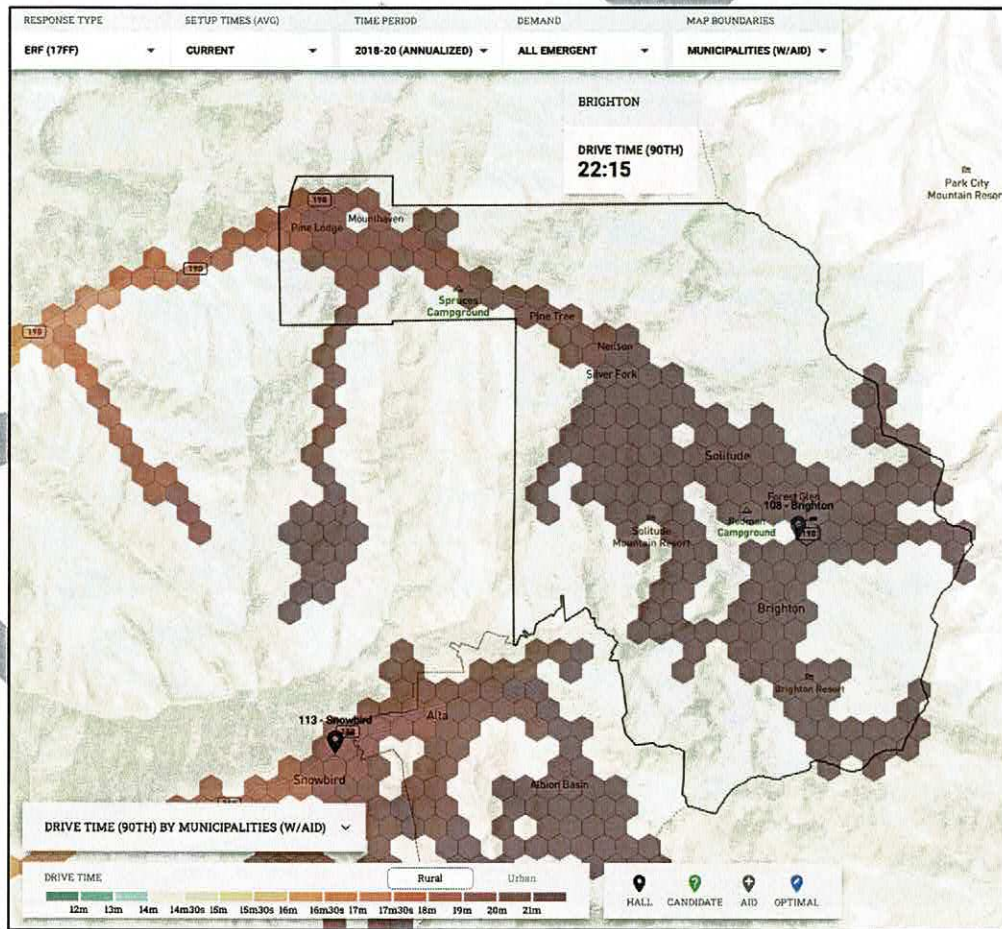 RESPONSE TYPE
SETUP TIMES (AVG)
TIME PERIOD
DEMAND
MAP BOUNDARIES
ERF (17FF)
CURRENT
2018-20 (ANNUALIZED)
ALL EMERGENT
MUNICIPALITIES (W/AID)
BRIGHTON
DRIVE TIME (90TH)
22:15
Park City
Mountain Resor
190
Mounthaven
Pine Lodge
190
Spruces
Campground
Pine Tree
190
Neilson
Silver Fork
Solitude
Forest Glen
108 - Brighton
Redman
Campground
190
Solitude
Mountain Resort
Brighton
Brighton Resort
Alta
113 - Snowbird
Snowbird
Albion Basin
DRIVE TIME (90TH) BY MUNICIPALITIES (W/AID)
DRIVE TIME
Rural
Urban
12m 13m 14m 14m30s 15m 15m30s 16m 16m30s 17m 17m30s 18m 19m 20m 21m
HALL
CANDIDATE
AID
OPTIMAL